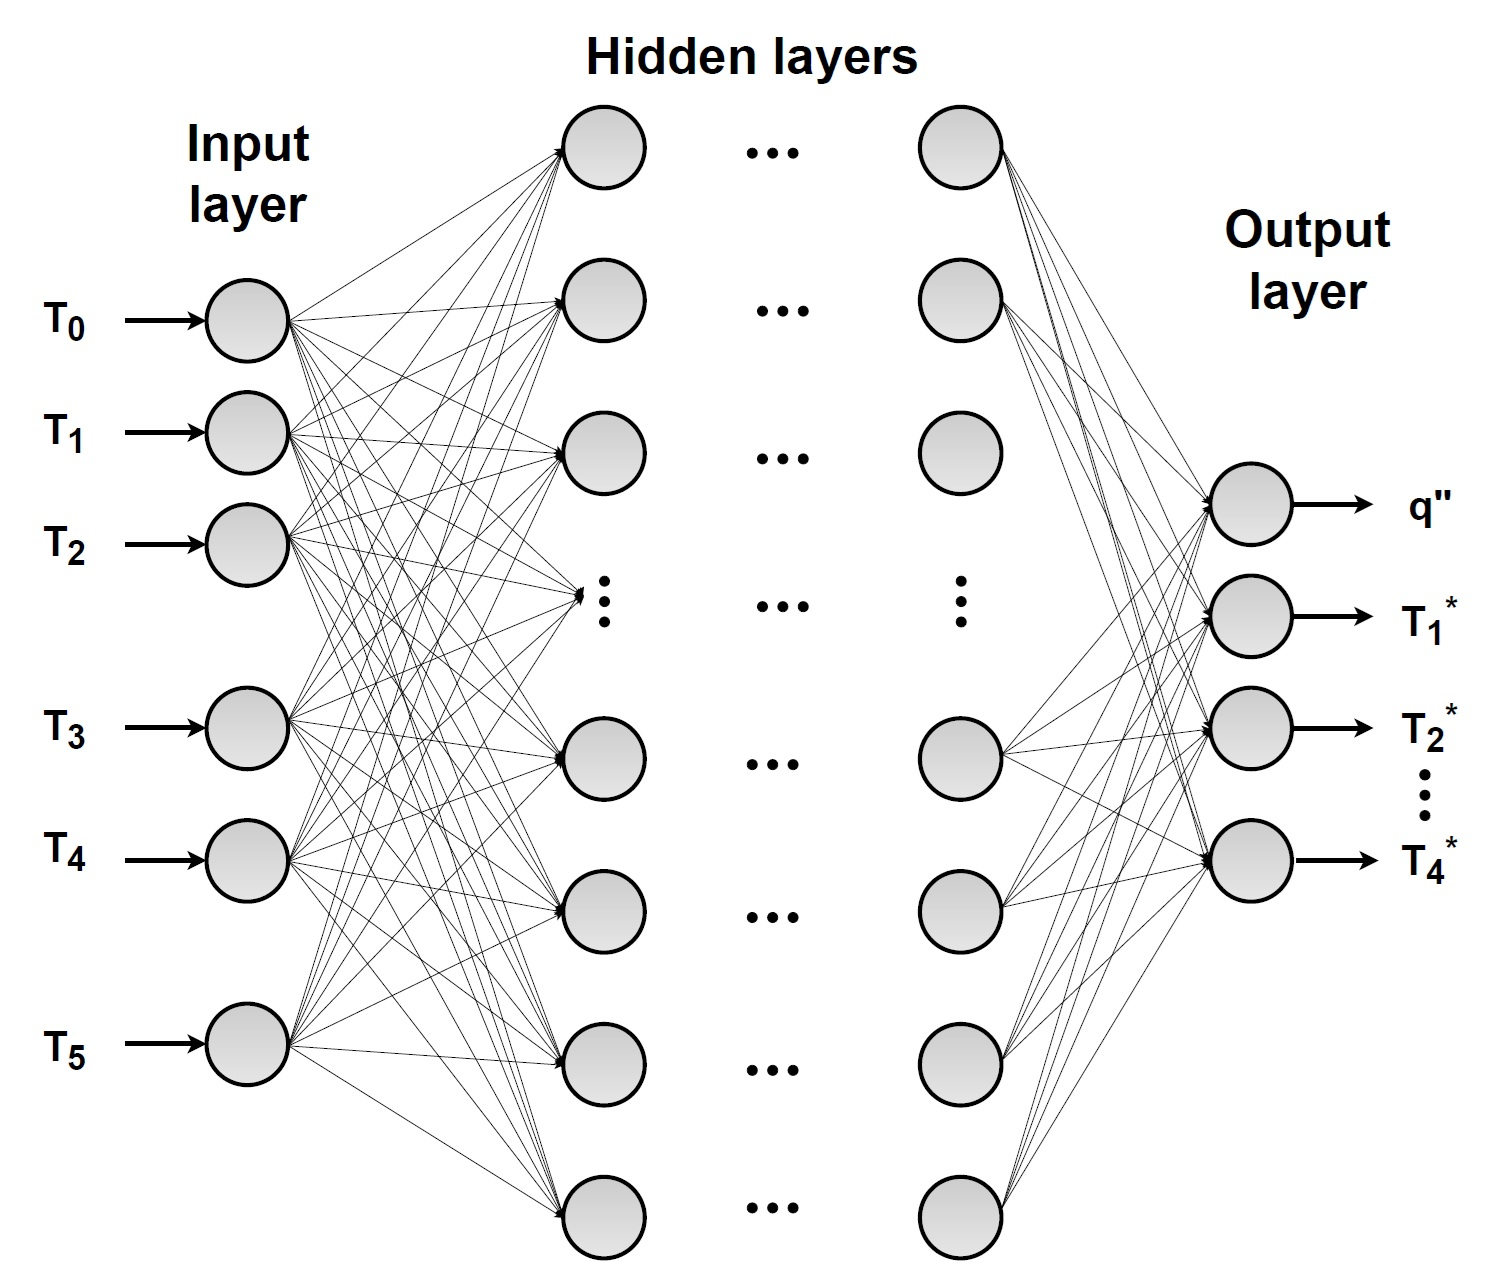 Hidden layers
Input
layer
Output
layer
T0
T1
T2
T3
T4
T5
q"
T1*
T2*
T4*